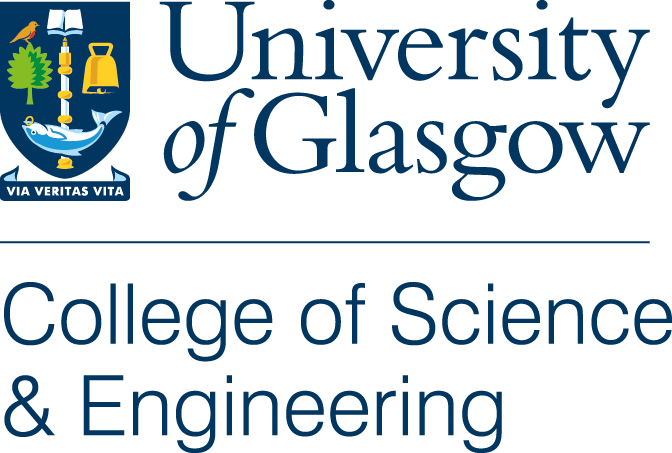 University
of Glasgow
VIA VERITAS VITA
College of Science
& Engineering